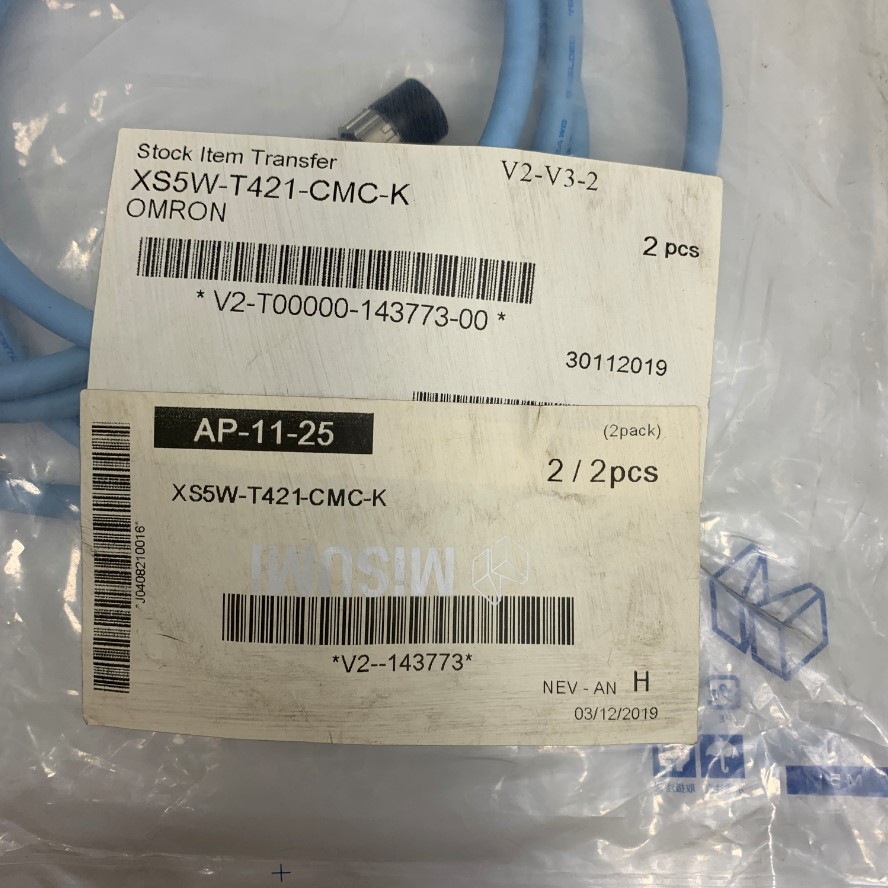 Stock Item Transfer
V2-V3-2
XS5W-T421-CMC-K
OMRON
2 pcs
* V2-T00000-143773-00 *
30112019
AP-11-25
(2pack)
2 / 2pcs
XS5W-T421-CMC-K
*J0408210016*
MiSUMi
*V2--143773*
NEV - AN H
03/12/2019